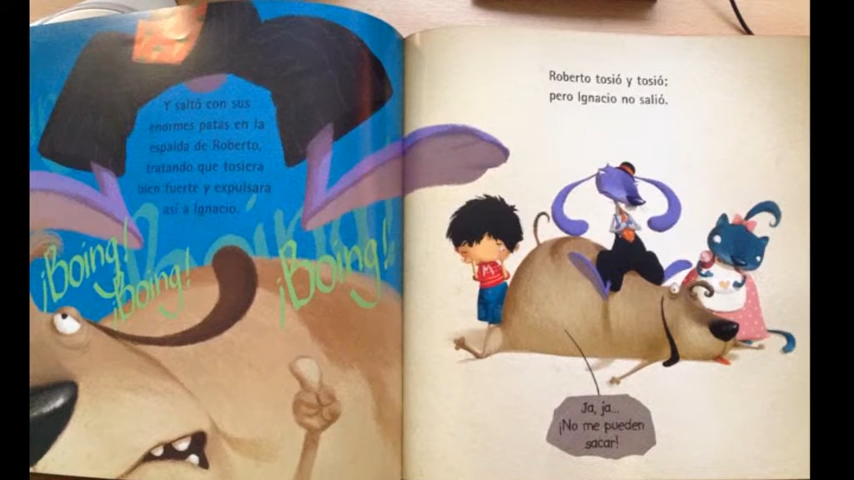 Y saltó con sus
enormes patas en la
espalda de Roberto,
tratando que tosiera
bien fuerte y expulsara
así a Ignacio.
¡Boing!
¡Boing!
¡Boing!
Boing
Roberto tosió y tosió;
pero Ignacio no salió.
M
Ja, ja...
¡No me pueden
sacar!